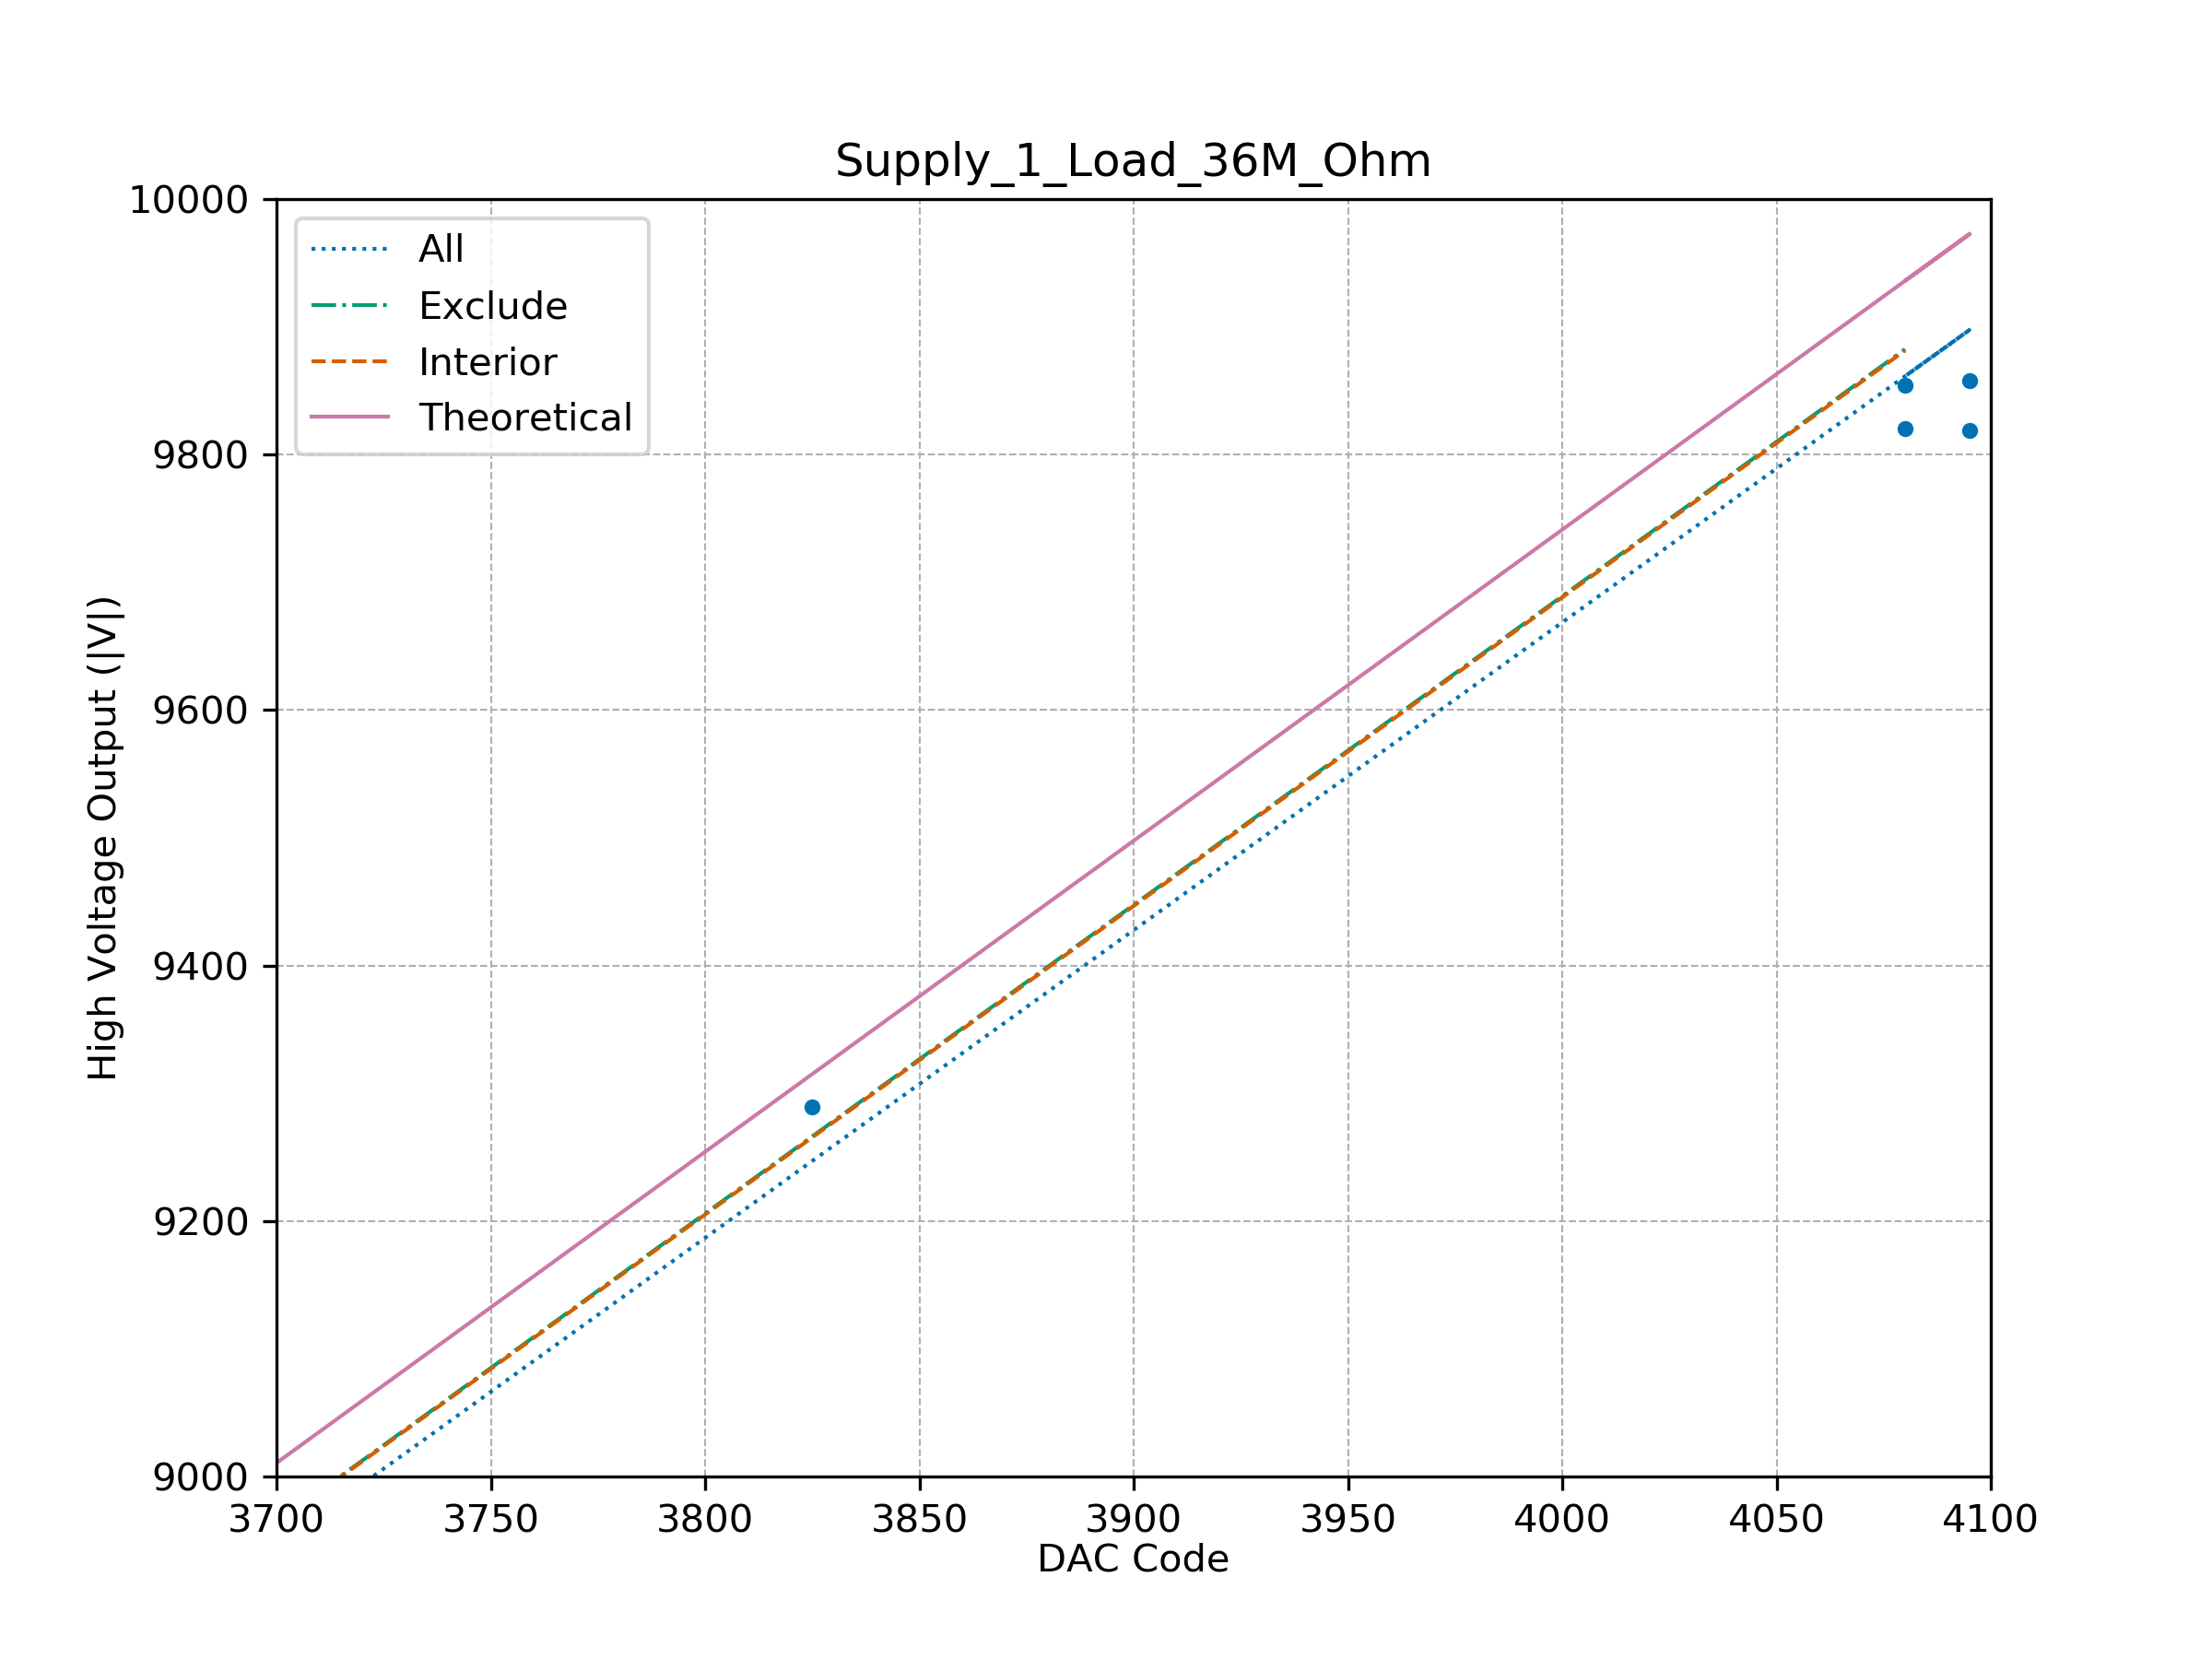 Supply_1_Load_36M_Ohm
10000
9800
9600
9400
9200
9000
High Voltage Output (|V|)
All
Exclude
Interior
Theoretical
3700 3750 3800 3850 3900 3950 4000 4050 4100
DAC Code